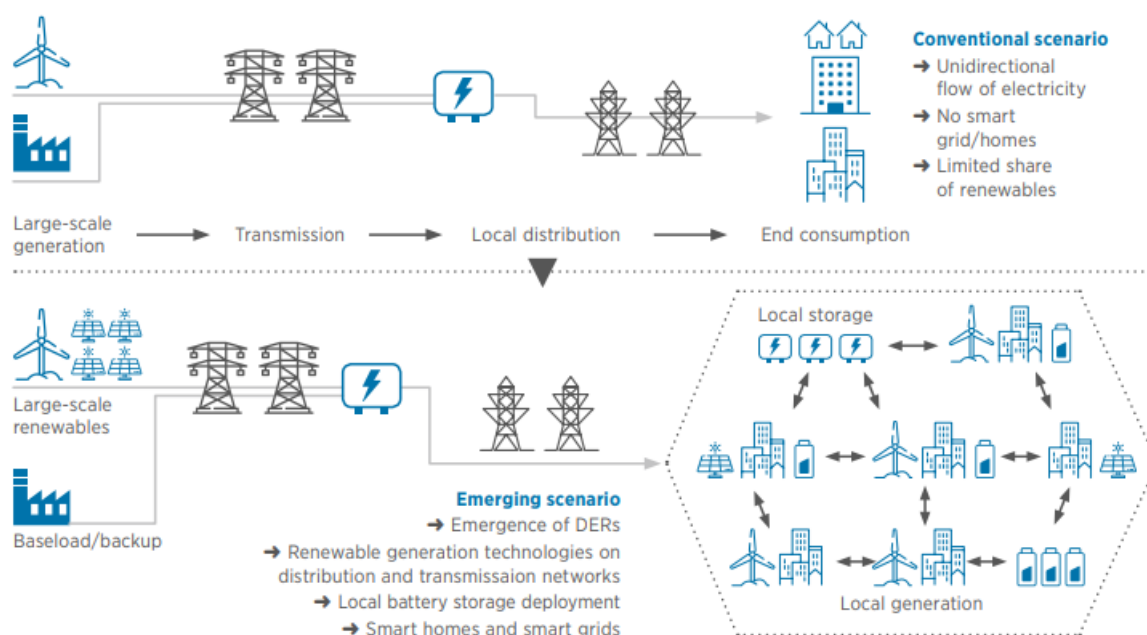 Conventional scenario
➔ Unidirectional
flow of electricity
➔ No smart
grid/homes
➔ Limited share
of renewables
Large-scale
generation
Transmission
Local distribution
End consumption
Large-scale
renewables
Baseload/backup
Emerging scenario
➔ Emergence of DERs
➔ Renewable generation technologies on
distribution and transmissaion networks
➔ Local battery storage deployment
➔ Smart homes and smart grids
Local storage
Local generation